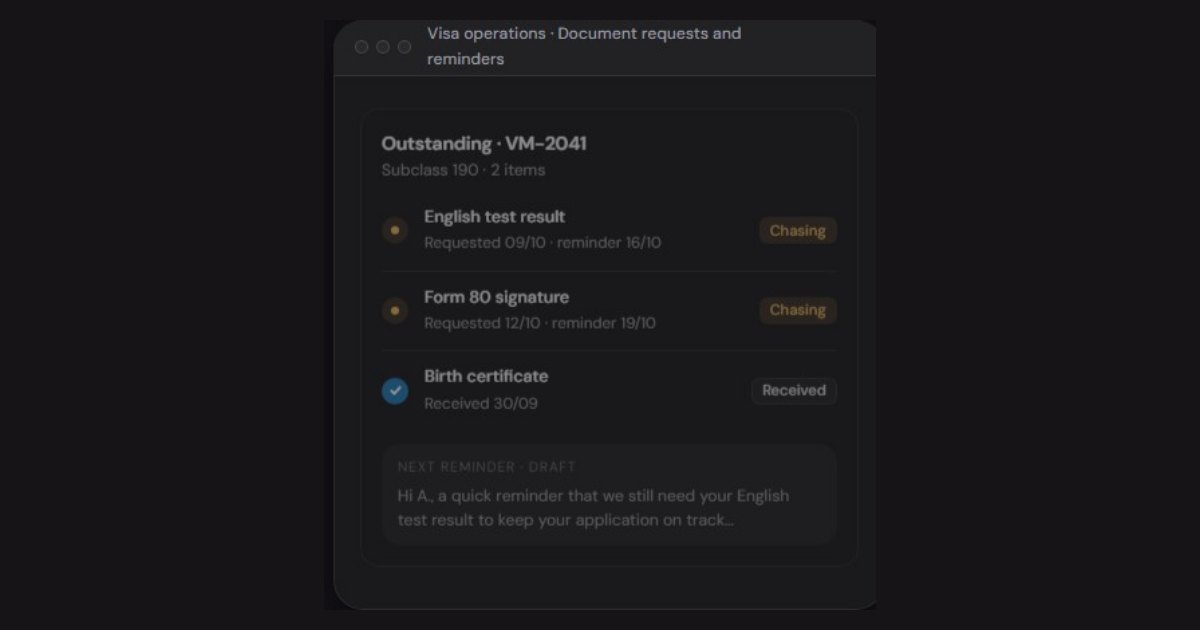 Visa operations · Document requests and
reminders
Outstanding · VM-2041
Subclass 190 · 2 items
English test result
Requested 09/10 · reminder 16/10
Chasing
Form 80 signature
Requested 12/10 · reminder 19/10
Chasing
Birth certificate
Received 30/09
Received
NEXT REMINDER · DRAFT
Hi A., a quick reminder that we still need your English
test result to keep your application on track...